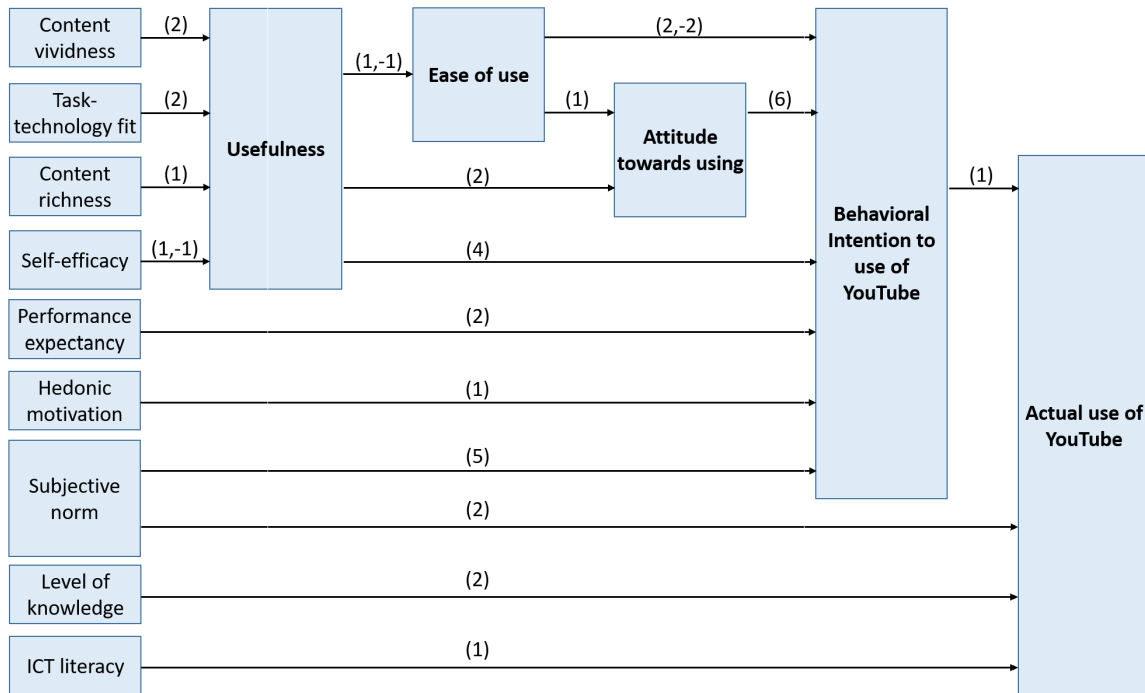 Content
vividness
(2)
Task-
technology fit
(2)
Content
richness
(1)
Self-efficacy
(1,-1)
Usefulness
(1,-1)
Ease of use
(2,-2)
(1)
Attitude
towards using
(6)
(2)
(4)
Behavioral
Intention to
use of
YouTube
(1)
Performance
expectancy
(2)
Hedonic
motivation
(1)
Subjective
norm
(5)
(2)
Level of
knowledge
(2)
ICT literacy
(1)
Actual use of
YouTube